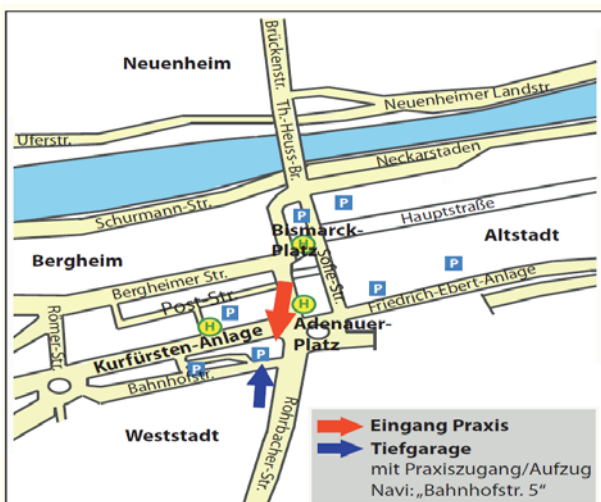 Neuenheim
Brückenstr.
Th.-Heuss-Br.
Neuenheimer Landstr.
Uferstr.
Neckarstaden
Schurmann-Str.
P
P
Hauptstraße
Bismarck-
Platz
H
Altstadt
Bergheim
Sofie-Str.
P
P
Bergheimer Str.
Friedrich-Ebert-Anlage
Post-Str.
P
H
H
Adenauer-
Platz
Römer-Str.
Kurfürsten-Anlage
P
P
Bahnhofstr.
Weststadt
Rohrbacher-Str.
Eingang Praxis
Tiefgarage
mit Praxiszugang/Aufzug
Navi: „Bahnhofstr. 5“